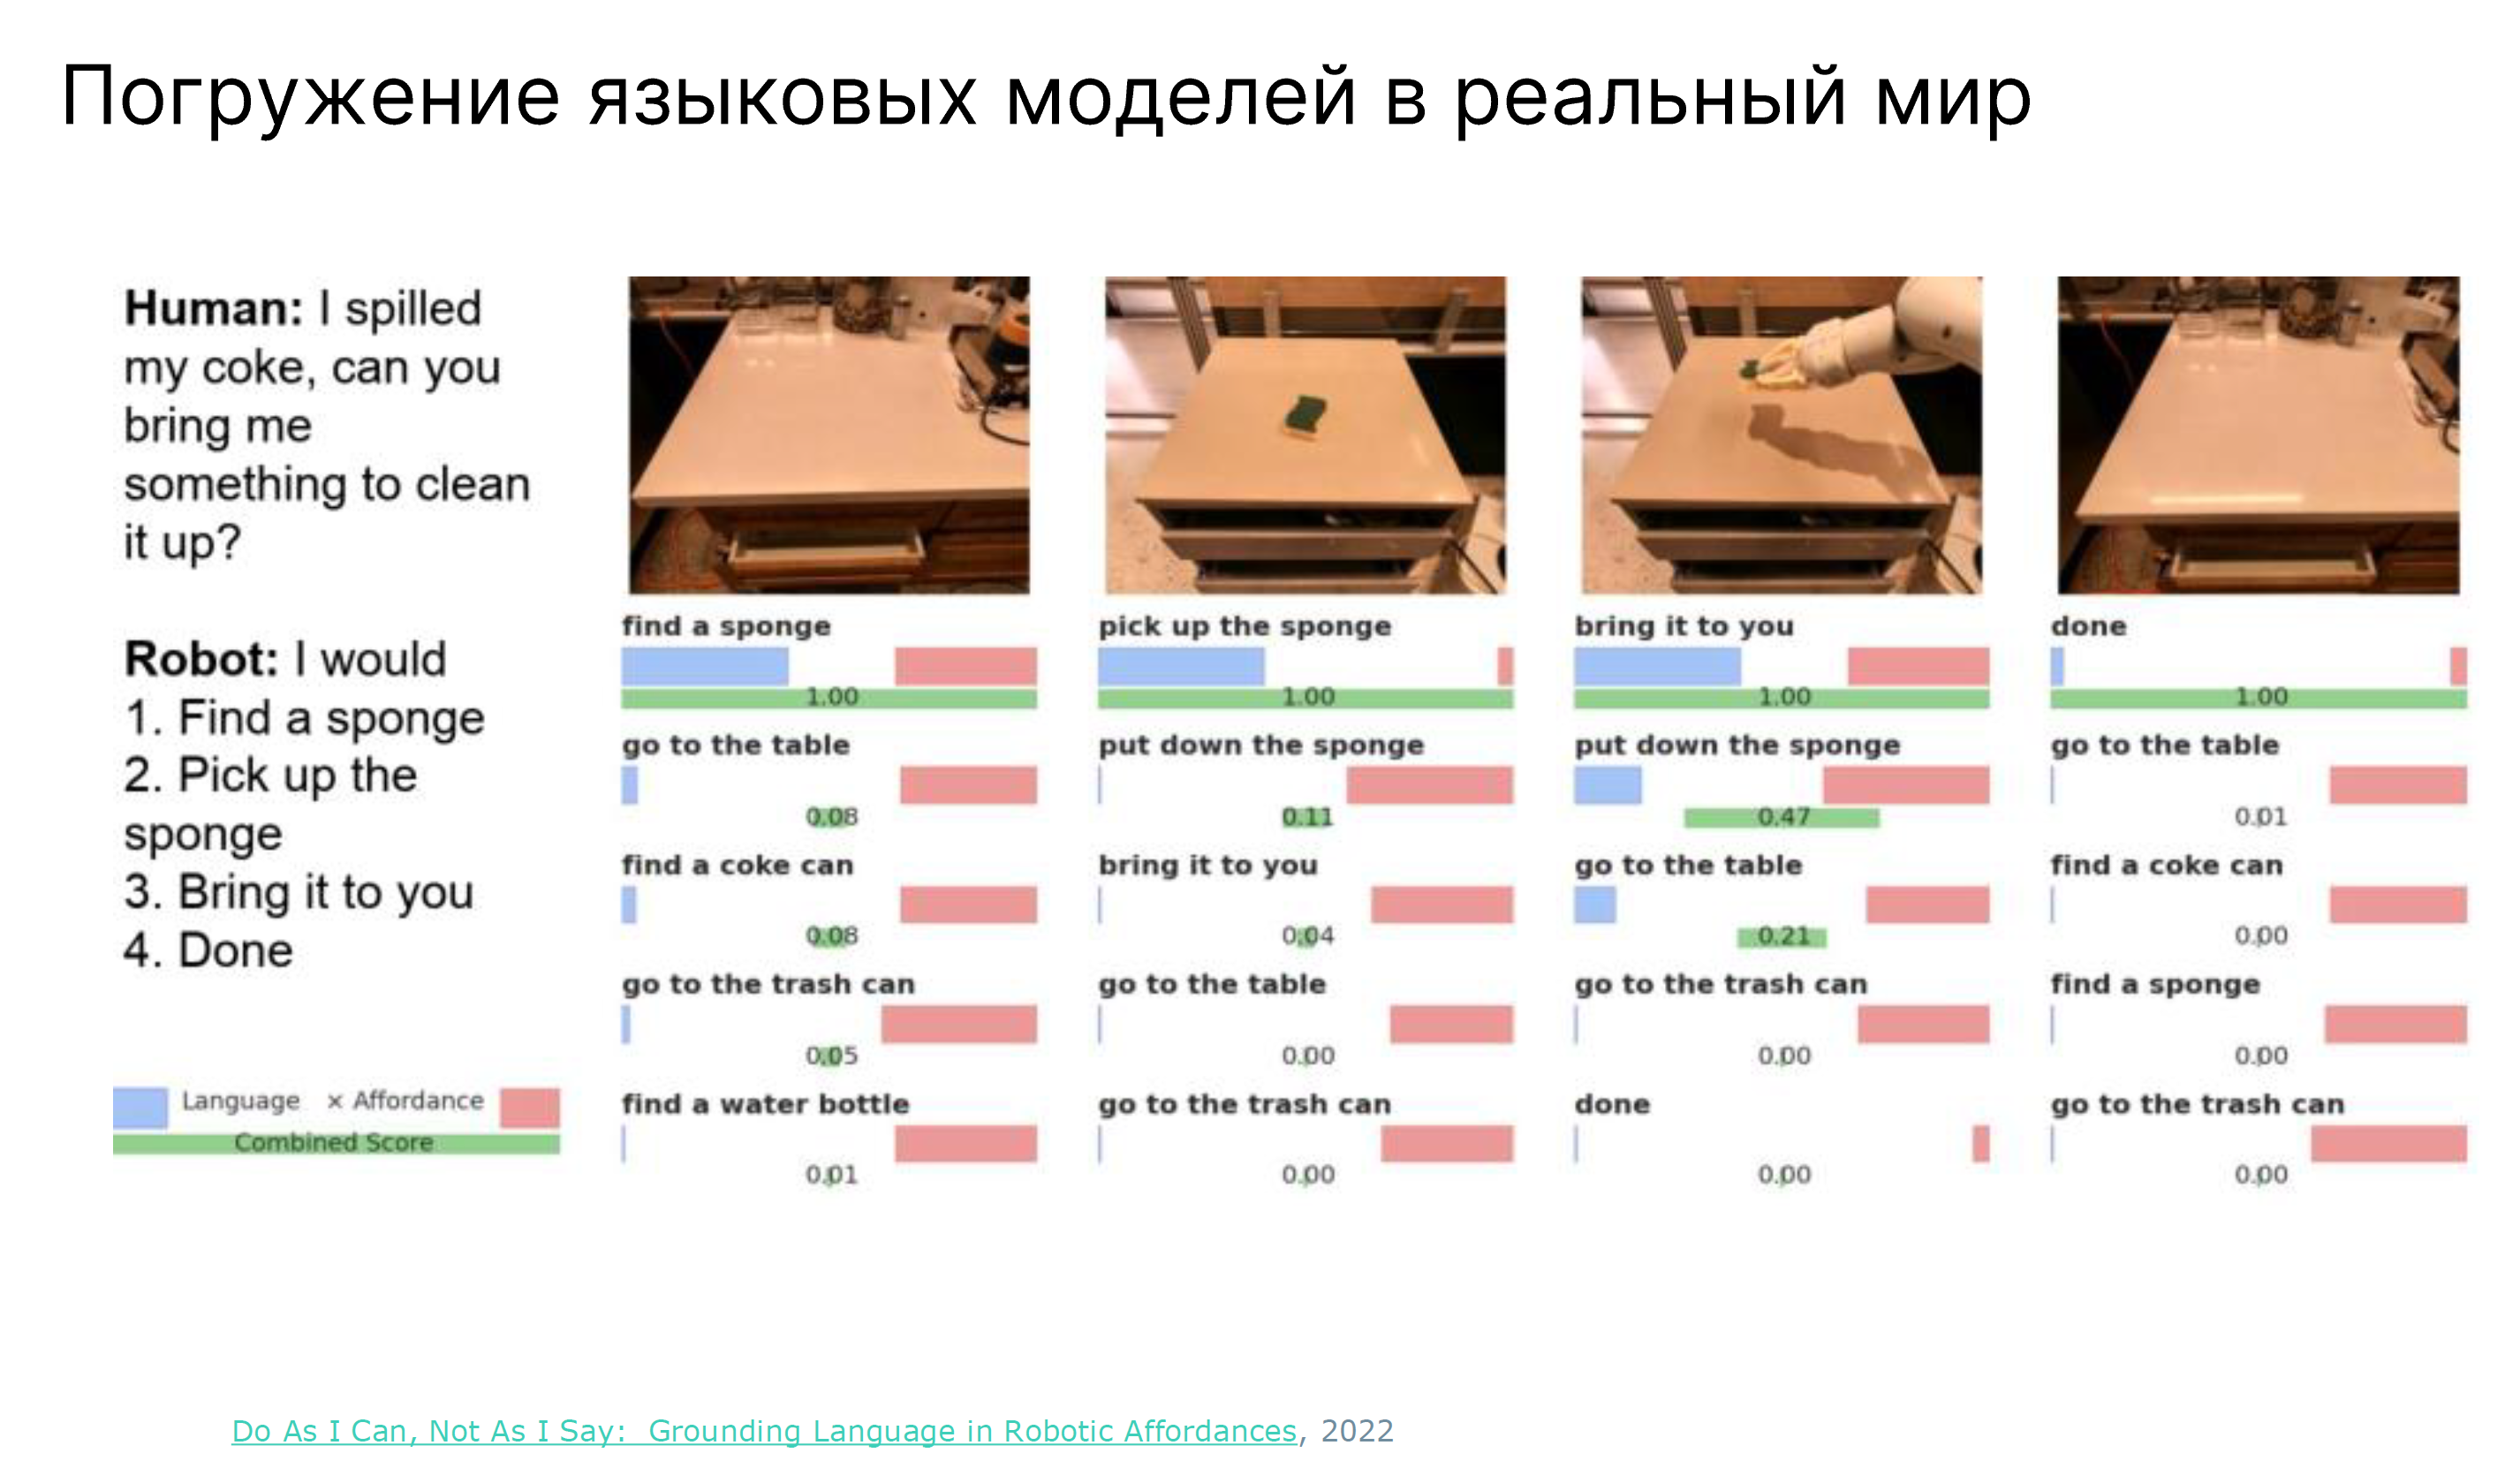 Погружение языковых моделей в реальный мир
Human: I spilled
my coke, can you
bring me
something to clean
it up?
Robot: I would
1. Find a sponge
2. Pick up the
sponge
3. Bring it to you
4. Done
Language × Affordance
Combined Score
find a sponge
1.00
go to the table
0.08
find a coke can
0.08
go to the trash can
0.05
find a water bottle
0.01
pick up the sponge
1.00
put down the sponge
0.11
bring it to you
0.04
go to the table
0.00
go to the trash can
0.00
bring it to you
1.00
put down the sponge
0.47
go to the table
0.21
go to the trash can
0.00
done
0.00
done
1.00
go to the table
0.01
find a coke can
0.00
find a sponge
0.00
go to the trash can
0.00
Do As I Can, Not As I Say: Grounding Language in Robotic Affordances, 2022